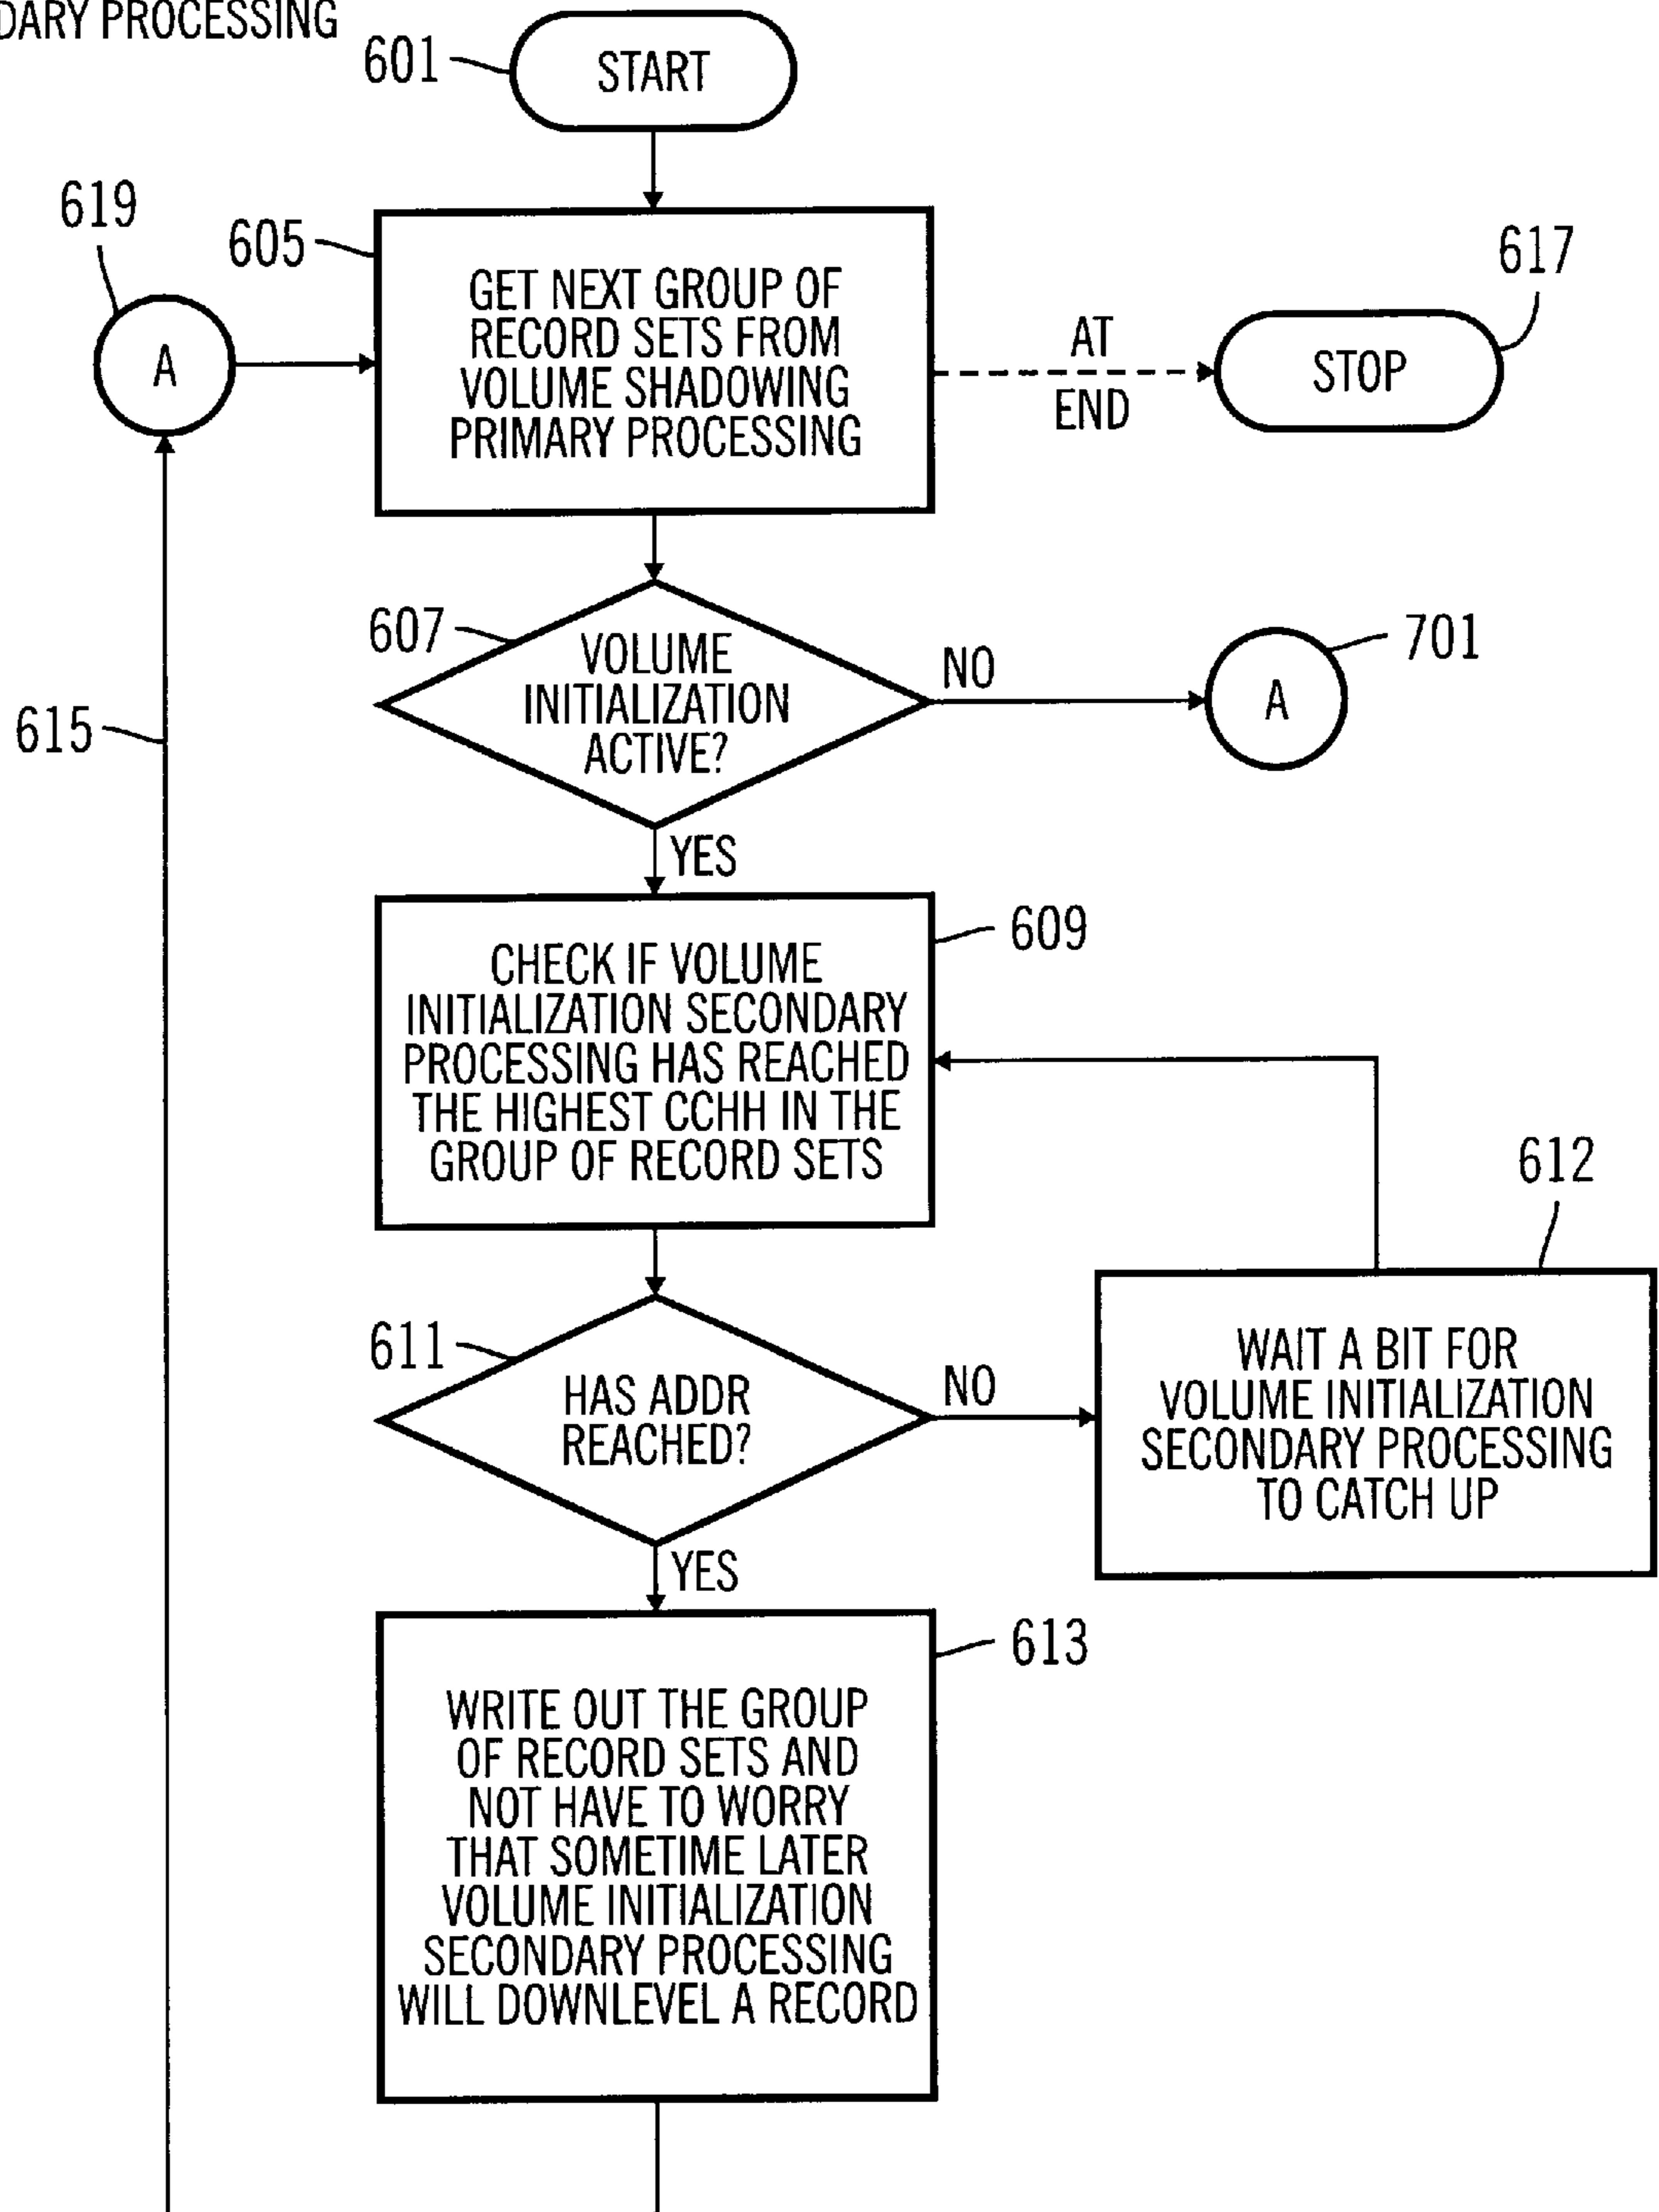 DARY PROCESSING
601
START
619
605
GET NEXT GROUP OF
RECORD SETS FROM
VOLUME SHADOWING
PRIMARY PROCESSING
A
AT
END
617
STOP
607
VOLUME
INITIALIZATION
ACTIVE?
NO
701
A
615
YES
609
CHECK IF VOLUME
INITIALIZATION SECONDARY
PROCESSING HAS REACHED
THE HIGHEST CCHH IN THE
GROUP OF RECORD SETS
612
611
HAS ADDR
REACHED?
NO
WAIT A BIT FOR
VOLUME INITIALIZATION
SECONDARY PROCESSING
TO CATCH UP
YES
613
WRITE OUT THE GROUP
OF RECORD SETS AND
NOT HAVE TO WORRY
THAT SOMETIME LATER
VOLUME INITIALIZATION
SECONDARY PROCESSING
WILL DOWNLEVEL A RECORD